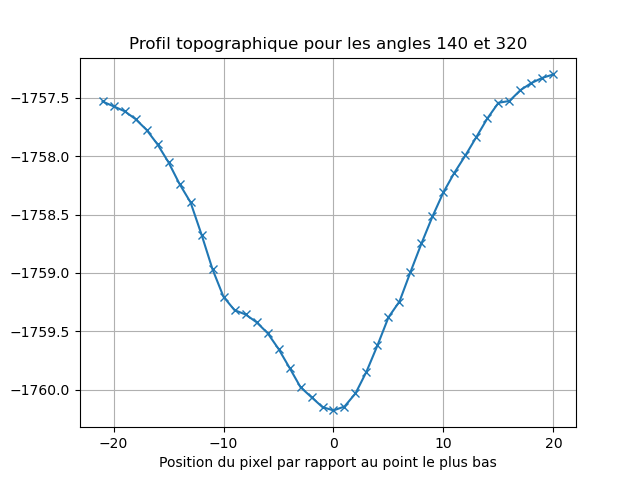 Profil topographique pour les angles 140 et 320
−1757.5
−1758.0
−1758.5
−1759.0
−1759.5
−1760.0
−20 −10 0 10 20
Position du pixel par rapport au point le plus bas